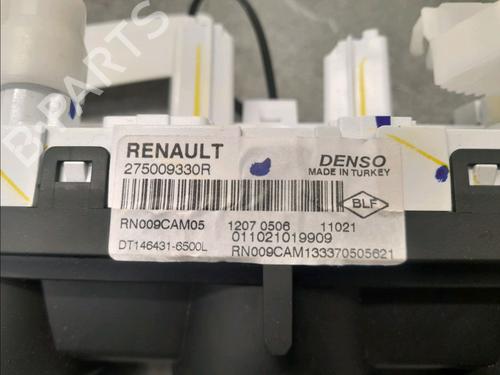 B-PARTS
RENAULT
275009330R
DENSO
MADE IN TURKEY
BLF
RN009CAM05 1207 0506 11021
011021019909
DT146431-6500L RN009CAM133370505621